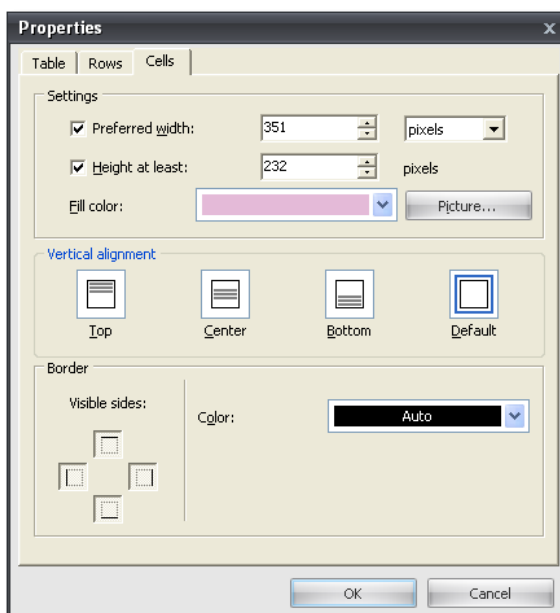 Properties
x
Table Rows Cells
Settings
Preferred width: 351 pixels
Height at least: 232 pixels
Fill color: Picture...
Vertical alignment
Top Center Bottom Default
Border
Visible sides:
Color: Auto
OK Cancel